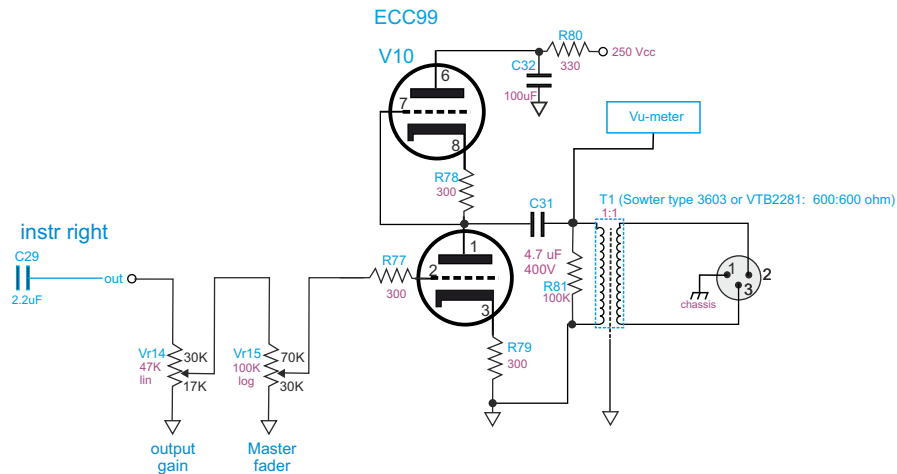 ECC99
V10
6
7
8
R80
330
250 Vcc
C32
100uF
Vu-meter
R78
300
C31
4.7 uF
400V
T1 (Sowter type 3603 or VTB2281: 600:600 ohm)
1:1
instr right
C29
2.2uF
out
R77
300
1
2
3
R81
100K
1
2
3
chassis
R79
300
Vr14
47K
lin
30K
17K
Vr15
100K
log
70K
30K
output
gain
Master
fader